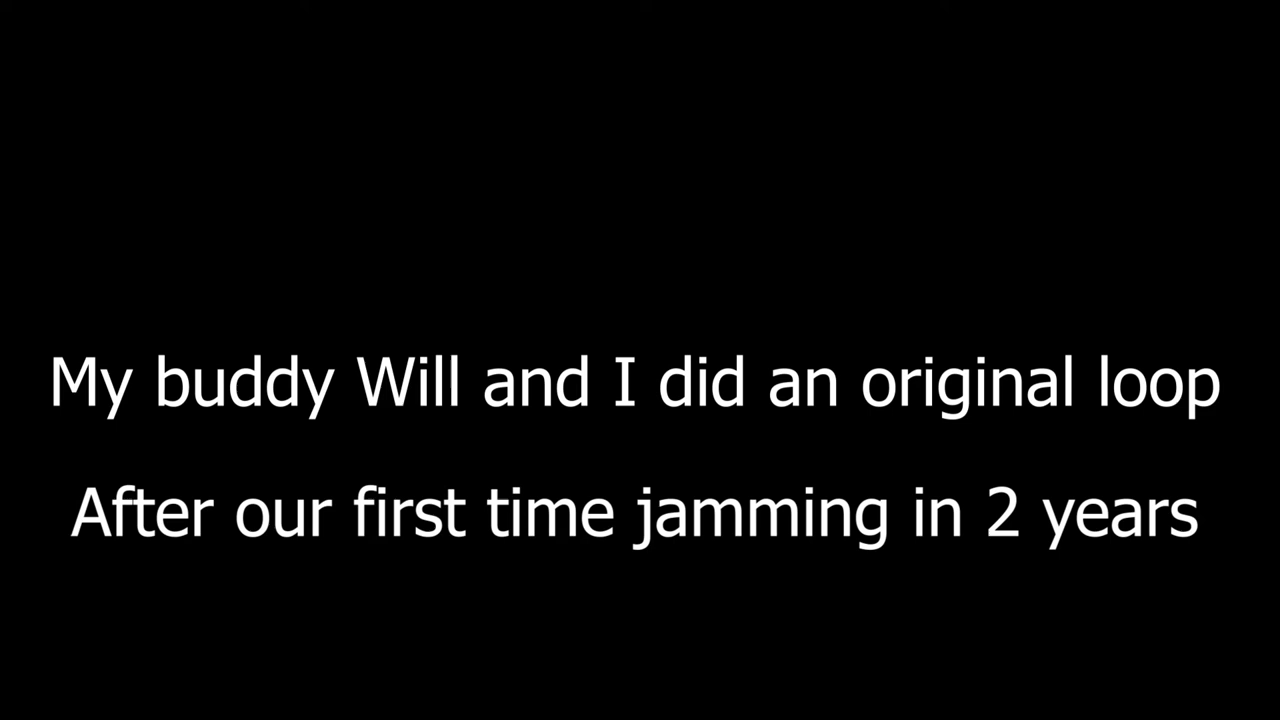 My buddy Will and I did an original loop
After our first time jamming in 2 years